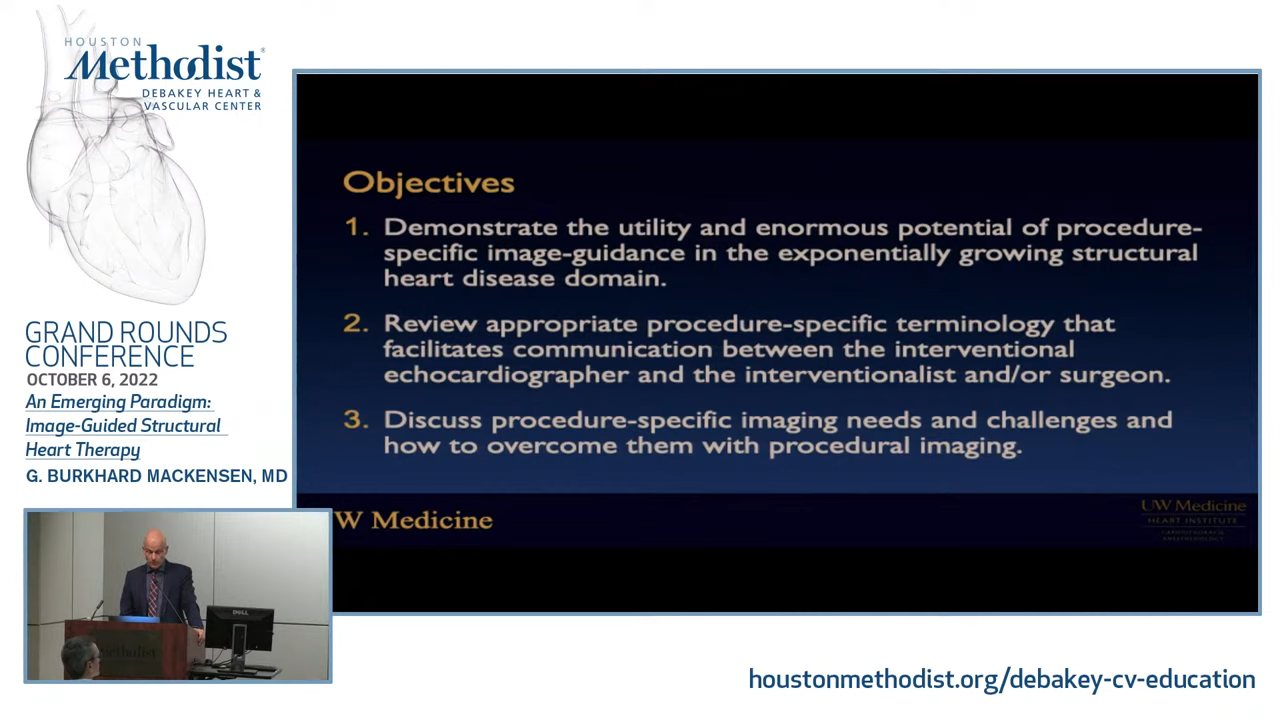 HOUSTON
Methodist
DEBAKEY HEART &
VASCULAR CENTER
GRAND ROUNDS
CONFERENCE
OCTOBER 6, 2022
An Emerging Paradigm:
Image-Guided Structural
Heart Therapy
G. BURKHARD MACKENSEN, MD
Objectives
1. Demonstrate the utility and enormous potential of procedure-
specific image-guidance in the exponentially growing structural
heart disease domain.
2. Review appropriate procedure-specific terminology that
facilitates communication between the interventional
echocardiographer and the interventionalist and/or surgeon.
3. Discuss procedure-specific imaging needs and challenges and
how to overcome them with procedural imaging.
W Medicine
UW Medicine
HEART INSTITUTE
DELL
Methodist
houstonmethodist.org/debakey-cv-education